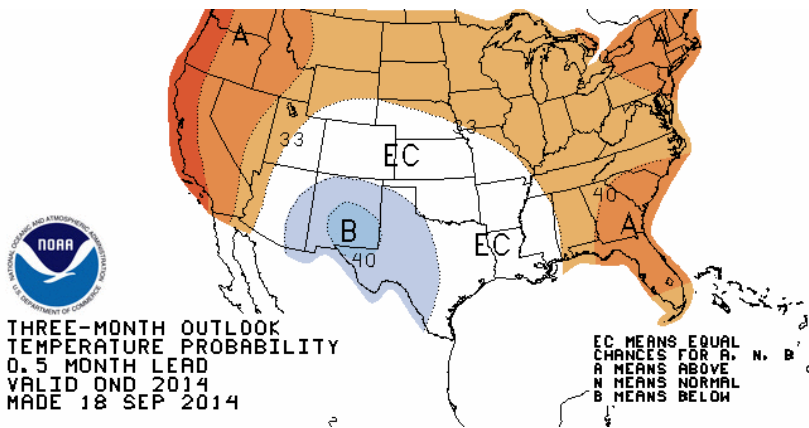 A
A
33
33
EC
40
A
B
EC
40
NATIONAL OCEANIC AND ATMOSPHERIC ADMINISTRATION
NOAA
U.S. DEPARTMENT OF COMMERCE
THREE-MONTH OUTLOOK
TEMPERATURE PROBABILITY
0.5 MONTH LEAD
VALID OND 2014
MADE 18 SEP 2014
EC MEANS EQUAL
CHANCES FOR A, N, B
A MEANS ABOVE
N MEANS NORMAL
B MEANS BELOW